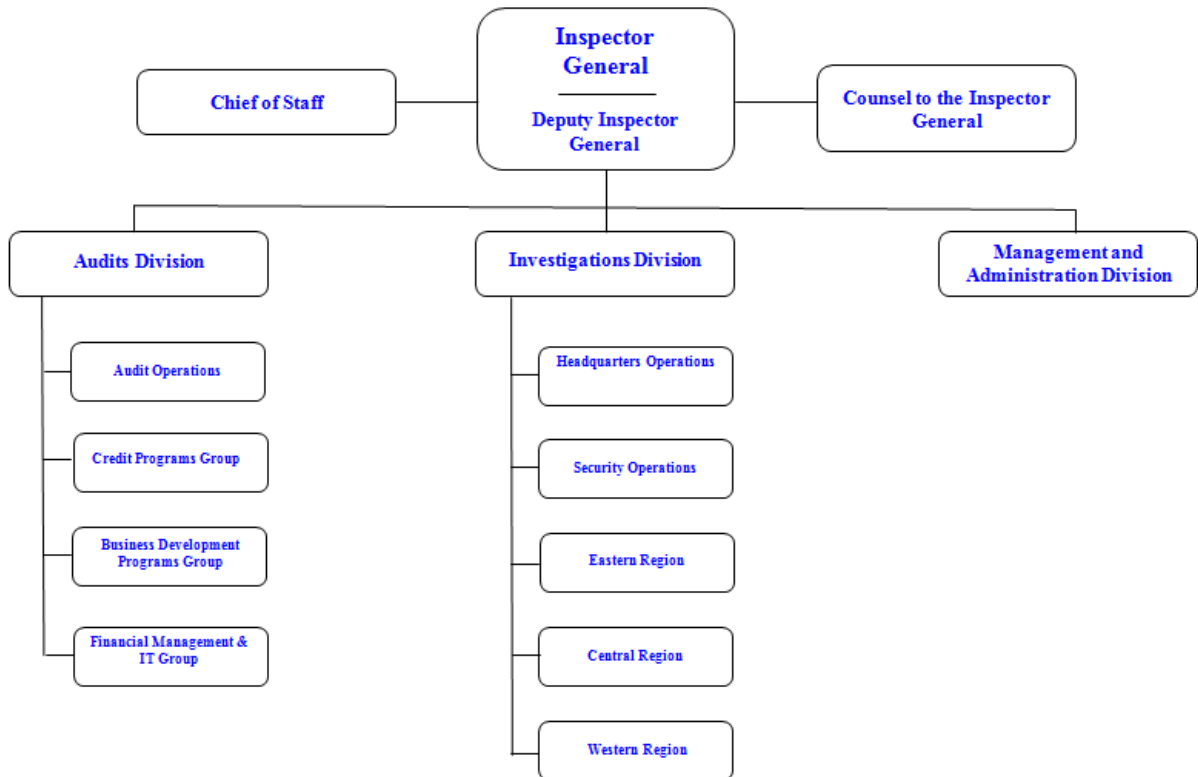 Inspector
General
Deputy Inspector
General
Chief of Staff
Counsel to the Inspector
General
Audits Division
Investigations Division
Management and
Administration Division
Audit Operations
Credit Programs Group
Business Development
Programs Group
Financial Management &
IT Group
Headquarters Operations
Security Operations
Eastern Region
Central Region
Western Region